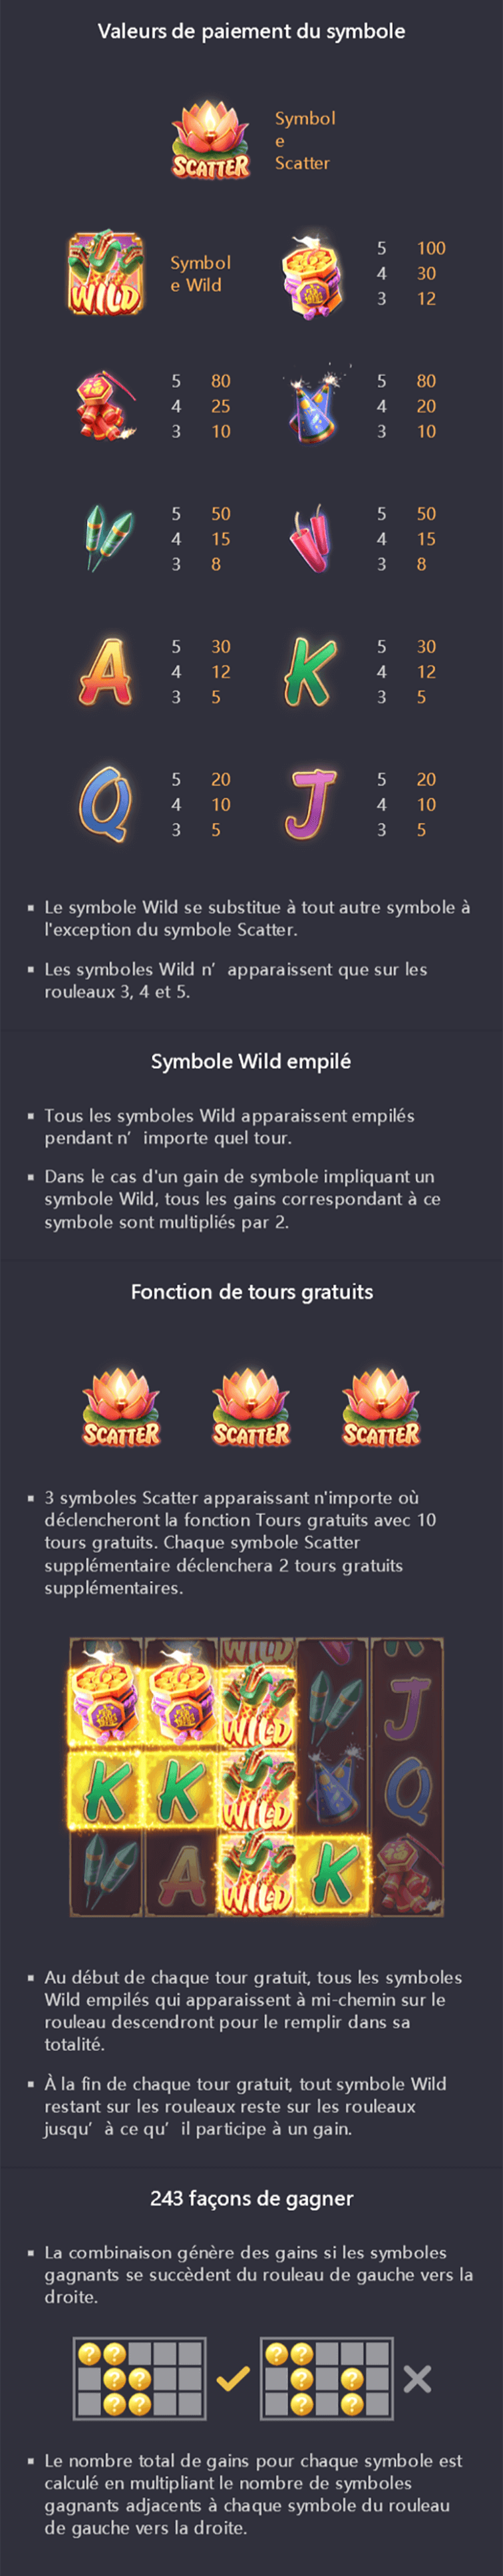 Valeurs de paiement du symbole
SCATTER
Symbol
e
Scatter
WILD
Symbol
e Wild
5 100
4 30
3 12
5 80
4 25
3 10
5 80
4 20
3 10
5 50
4 15
3 8
5 50
4 15
3 8
A
5 30
4 12
3 5
K
5 30
4 12
3 5
Q
5 20
4 10
3 5
J
5 20
4 10
3 5
▪ Le symbole Wild se substitue à tout autre symbole à
l'exception du symbole Scatter.
▪ Les symboles Wild n’ apparaissent que sur les
rouleaux 3, 4 et 5.
Symbole Wild empilé
▪ Tous les symboles Wild apparaissent empilés
pendant n’ importe quel tour.
▪ Dans le cas d'un gain de symbole impliquant un
symbole Wild, tous les gains correspondant à ce
symbole sont multipliés par 2.
Fonction de tours gratuits
SCATTER SCATTER SCATTER
▪ 3 symboles Scatter apparaissant n'importe où
déclencheront la fonction Tours gratuits avec 10
tours gratuits. Chaque symbole Scatter
supplémentaire déclenchera 2 tours gratuits
supplémentaires.
WILD
WILD J
K K WILD Q
A WILD K
▪ Au début de chaque tour gratuit, tous les symboles
Wild empilés qui apparaissent à mi-chemin sur le
rouleau descendront pour le remplir dans sa
totalité.
▪ À la fin de chaque tour gratuit, tout symbole Wild
restant sur les rouleaux reste sur les rouleaux
jusqu’ à ce qu’ il participe à un gain.
243 façons de gagner
▪ La combinaison génère des gains si les symboles
gagnants se succèdent du rouleau de gauche vers la
droite.
? ? ? ?
? ? ? ?
? ? ? ?
▪ Le nombre total de gains pour chaque symbole est
calculé en multipliant le nombre de symboles
gagnants adjacents à chaque symbole du rouleau
de gauche vers la droite.